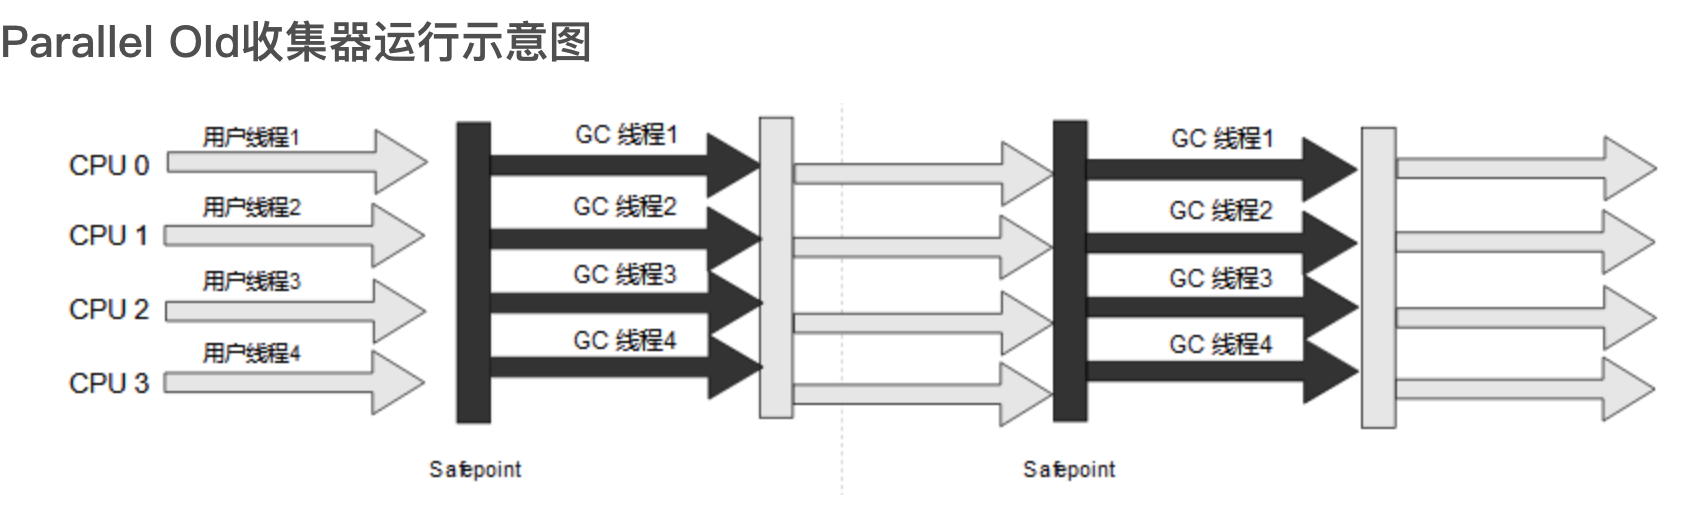 Parallel Old收集器运行示意图
用户线程1
GC 线程1
GC 线程1
CPU 0
用户线程2
GC 线程2
GC 线程2
CPU 1
用户线程3
GC 线程3
GC 线程3
CPU 2
用户线程4
GC 线程4
GC 线程4
CPU 3
Safepoint
Safepoint